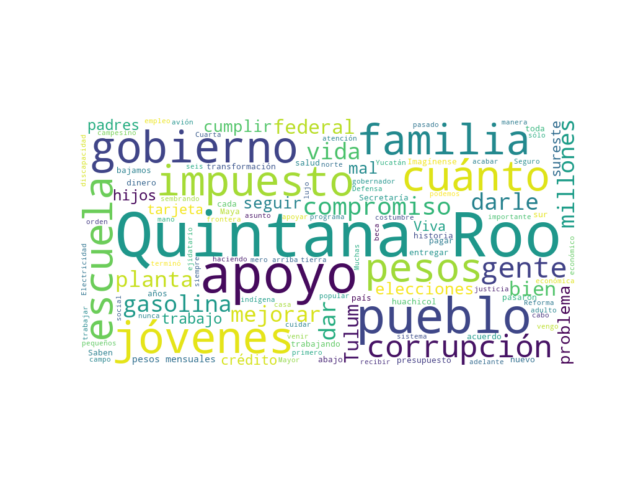 padres
empleo
avión
cumplir
federal
pasado
manera
campesino
Cuarta
atención
familia
costumbre
toda
sólo
Reforma
orden
gobierno
vida
Yucatán
acabar
Seguro
sureste
millones
discapacidad
bajamos
seis
transformación
salud
norte
mal
Imaginense
dinero
impuesto
gobernador
Defensa
cuánto
hijos
sembrando
cada
lujo
Secretaría
escuela
tarjeta
Maya
seguir
apoyar
programa
compromiso
darle
importante
sur
mano
frontera
asunto
beca
Viva
historia
pagar
Quintana Roo
económico
Electricidad
ejidatario
siempre
haciendo
mero
arriba
tierra
Muchas
entregar
termino
apoyo
pesos
gente
económica
planta
indígena
casa
popular
país
elecciones
justicia
bien
años
gasolina
mejorar
dar
huachicol
pasaron
adulto
social
nunca
trabajo
cuidar
Tulum
pueblo
cabo
vengo
problema
trabajar
pequeños
jóvenes
venir
trabajando
sistema
acuerdo
Saben
primero
corrupción
campo
pesos mensuales
crédito
Mayor
abajo
recibir
presupuesto
adelante
nuevo